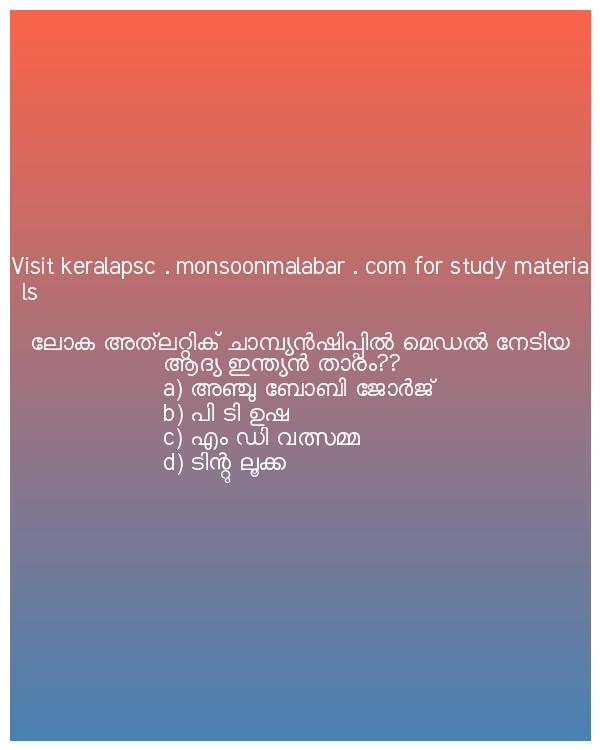 Visit keralapsc . monsoonmalabar . com for study materia
ls
ലോക അത്‌ലറ്റിക് ചാമ്പ്യൻഷിപ്പിൽ മെഡൽ നേടിയ
ആദ്യ ഇന്ത്യൻ താരം??
a) അഞ്ചു ബോബി ജോർജ്
b) പി ടി ഉഷ
c) എം ഡി വത്സമ്മ
d) ടിന്റു ലൂക്ക